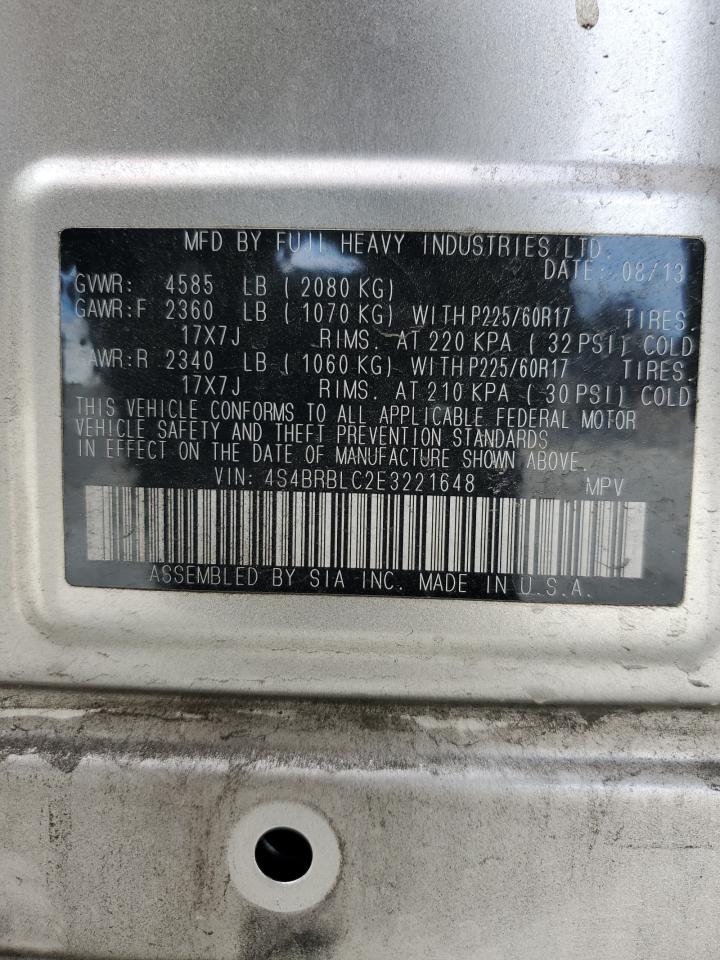 MFD BY FUJI HEAVY INDUSTRIES LTD.
DATE: 08/13
GVWR: 4585 LB ( 2080 KG)
GAWR:F 2360 LB ( 1070 KG) WITH P225/60R17 TIRES.
17X7J RIMS. AT 220 KPA ( 32 PSI) COLD
GAWR:R 2340 LB ( 1060 KG) WITH P225/60R17 TIRES.
17X7J RIMS. AT 210 KPA ( 30 PSI) COLD
THIS VEHICLE CONFORMS TO ALL APPLICABLE FEDERAL MOTOR
VEHICLE SAFETY AND THEFT PREVENTION STANDARDS
IN EFFECT ON THE DATE OF MANUFACTURE SHOWN ABOVE.
VIN: 4S4BRBLC2E3221648 MPV
ASSEMBLED BY SIA INC. MADE IN U.S.A.